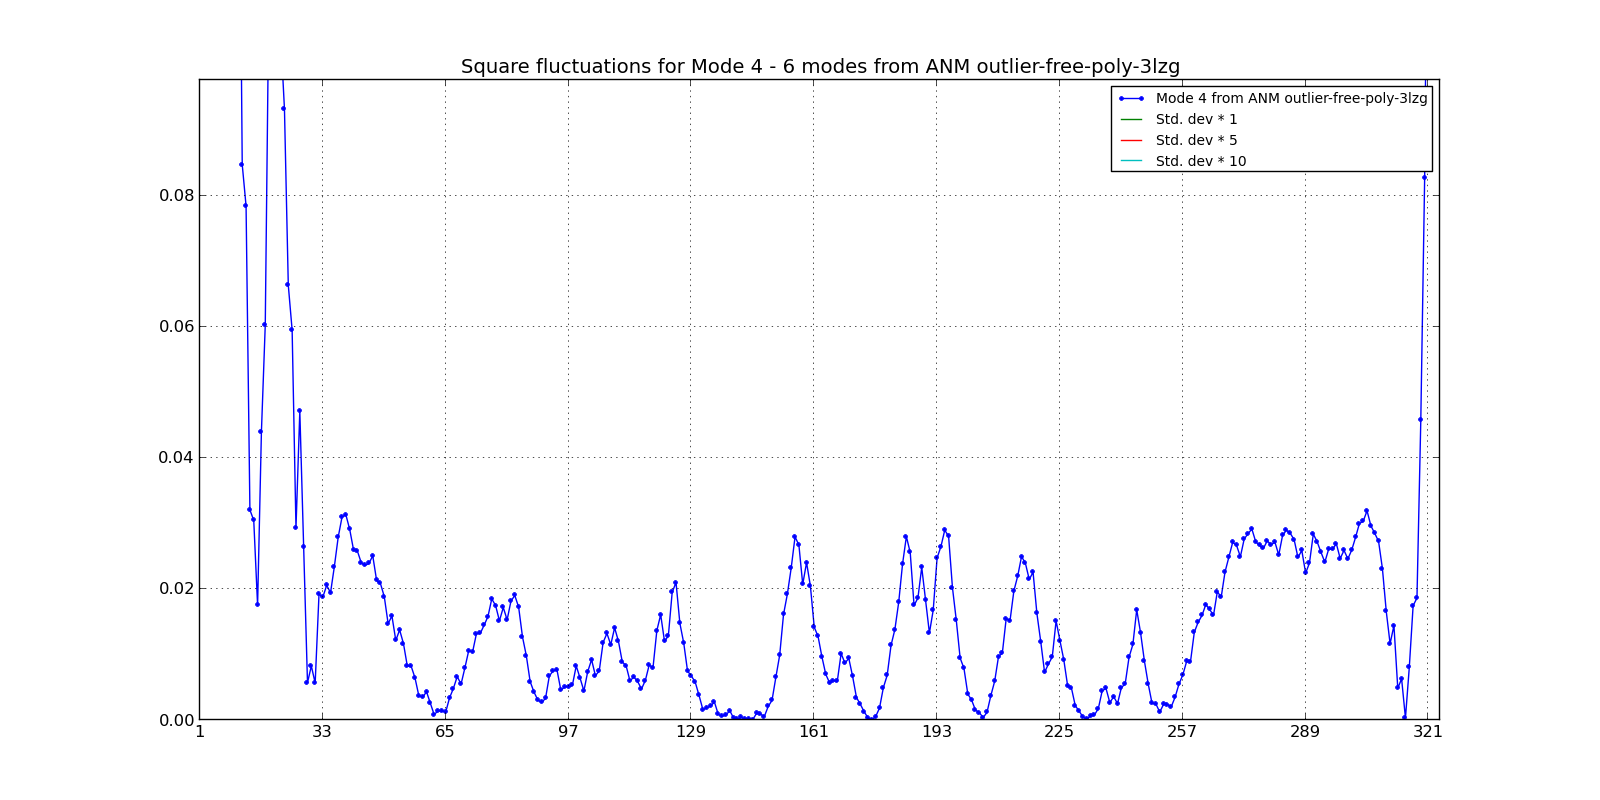 Square fluctuations for Mode 4 - 6 modes from ANM outlier-free-poly-3lzg
Mode 4 from ANM outlier-free-poly-3lzg
Std. dev * 1
Std. dev * 5
Std. dev * 10
0.08
0.06
0.04
0.02
0.00
1 33 65 97 129 161 193 225 257 289 321